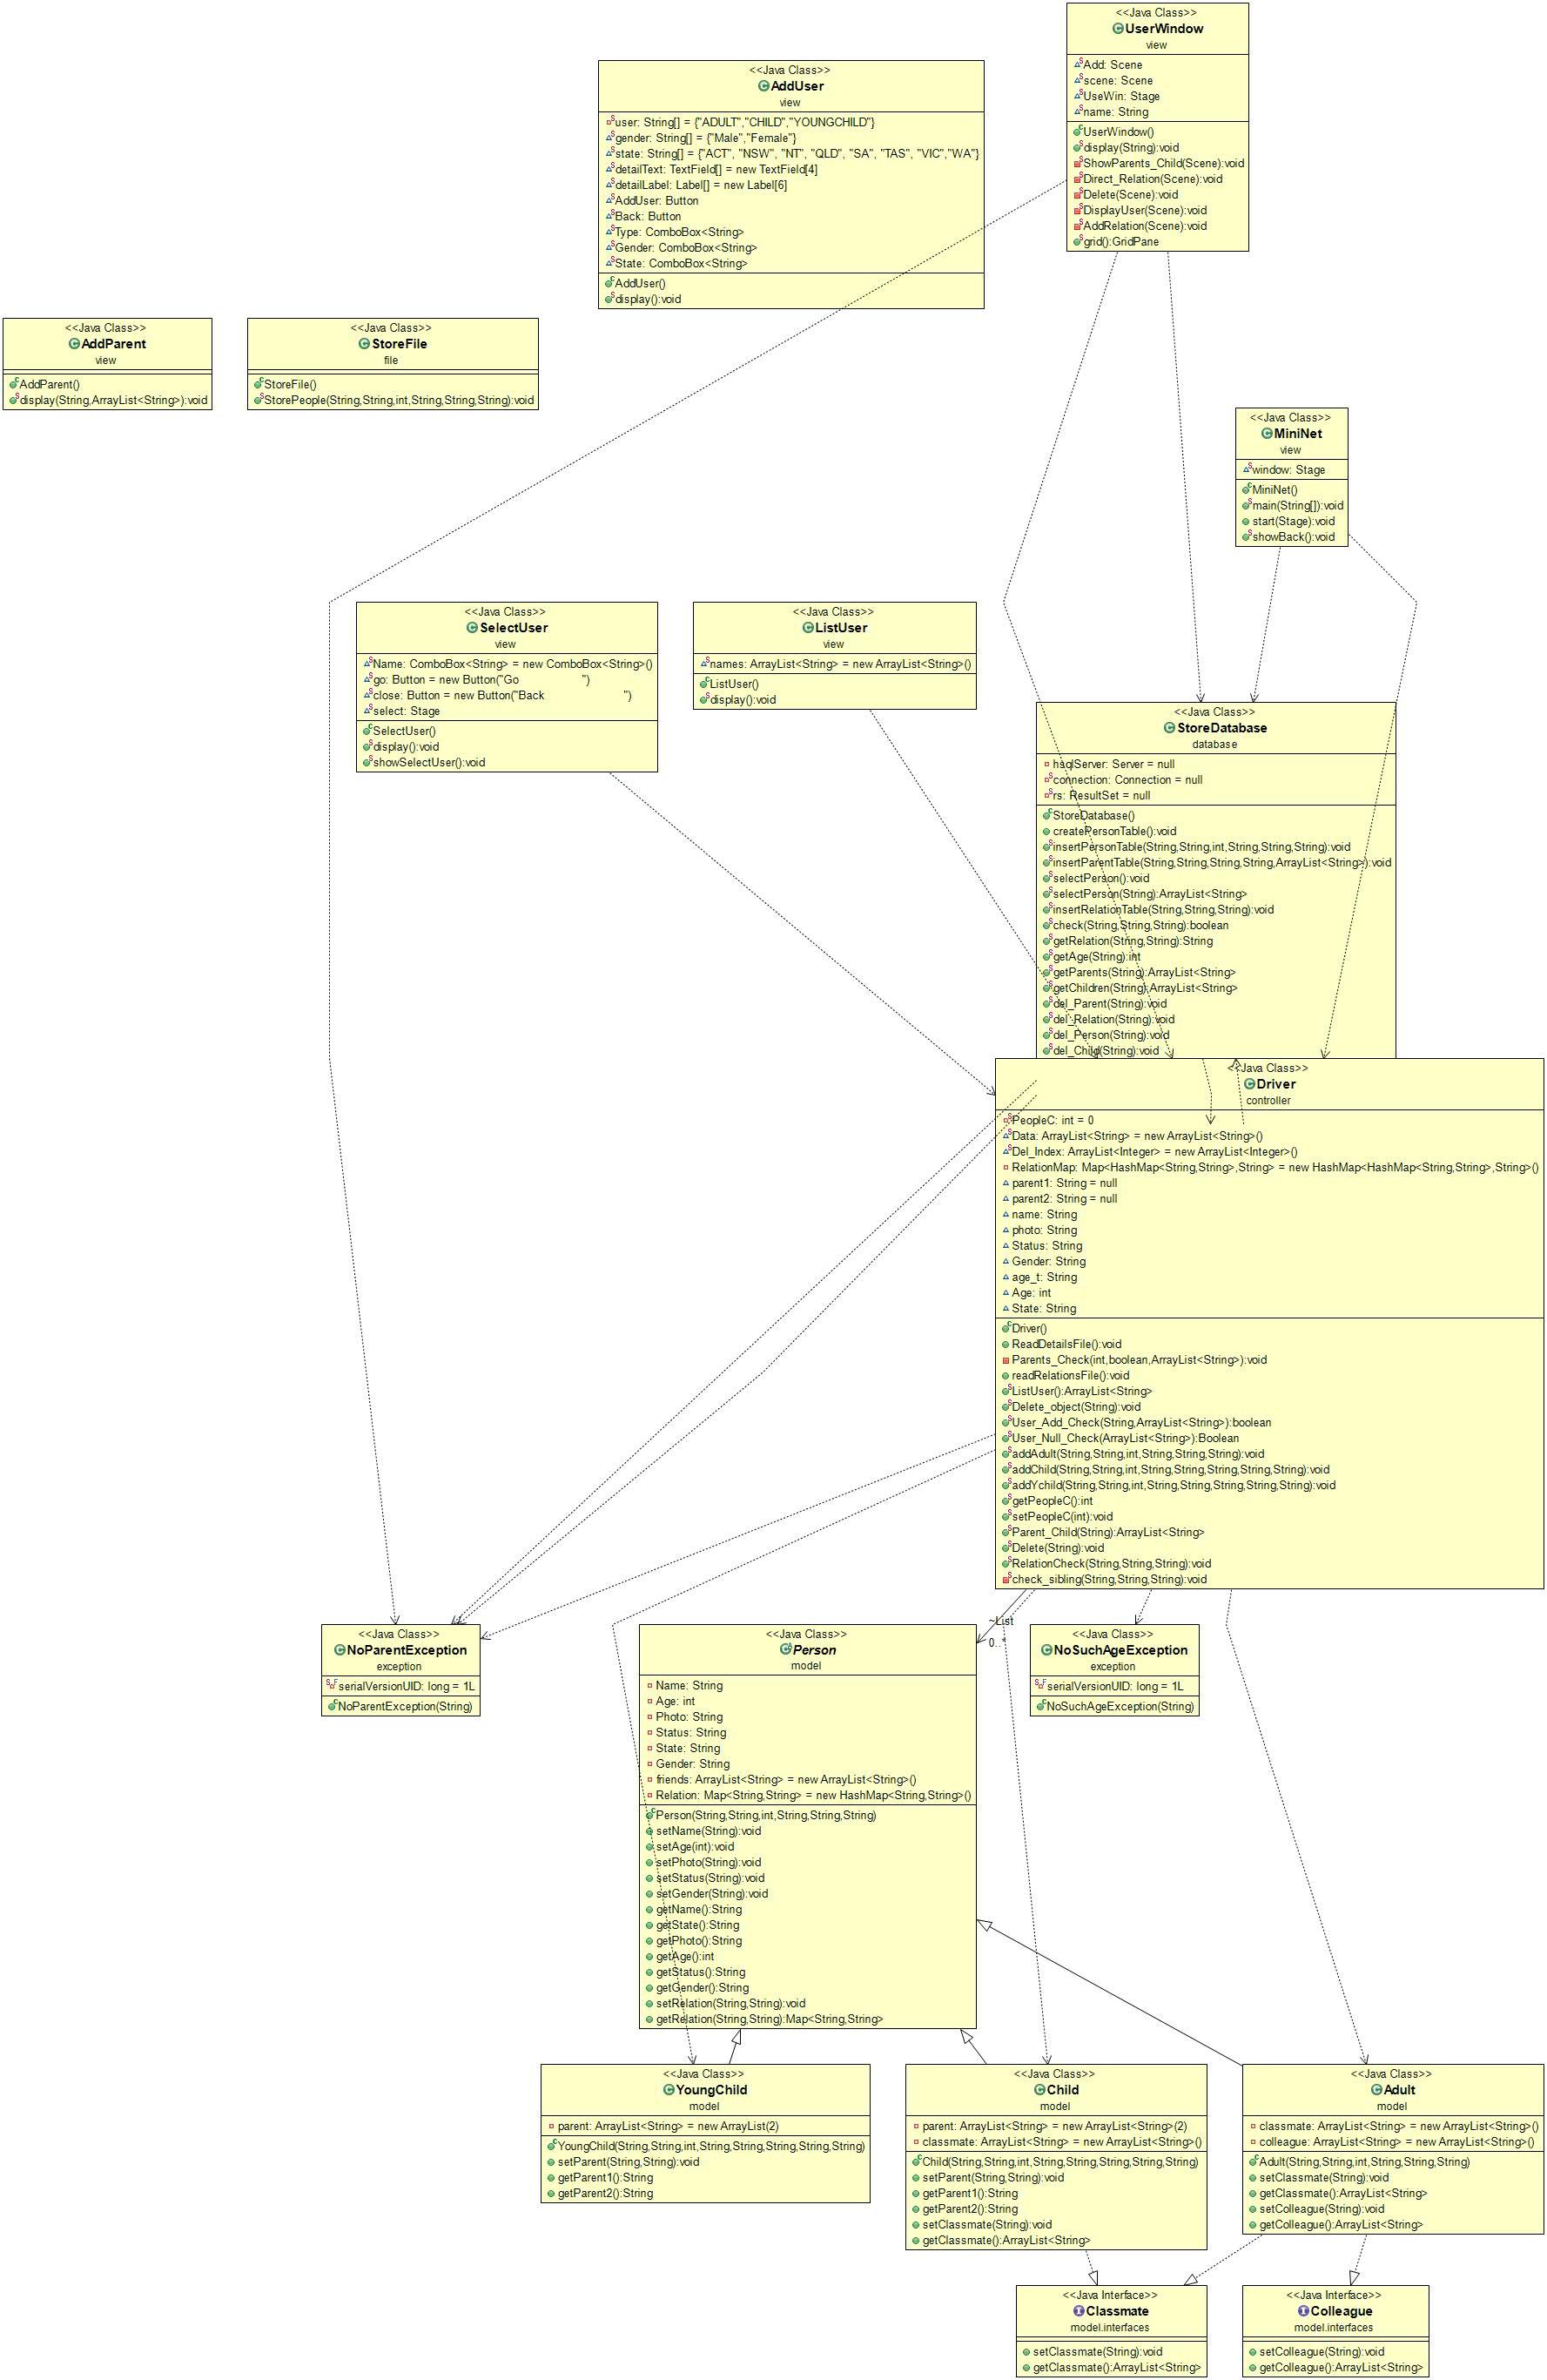 <<Java Class>>
UserWindow
view
Add: Scene
scene: Scene
UseWin: Stage
name: String
UserWindow()
display(String):void
ShowParents_Child(Scene):void
Direct_Relation(Scene):void
Delete(Scene):void
DisplayUser(Scene):void
AddRelation(Scene):void
grid():GridPane
<<Java Class>>
AddUser
view
user: String[] = {"ADULT","CHILD","YOUNGCHILD"}
gender: String[] = {"Male","Female"}
state: String[] = {"ACT", "NSW", "NT", "QLD", "SA", "TAS", "VIC","WA"}
detailText: TextField[] = new TextField[4]
detailLabel: Label[] = new Label[6]
AddUser: Button
Back: Button
Type: ComboBox<String>
Gender: ComboBox<String>
State: ComboBox<String>
AddUser()
display():void
<<Java Class>>
AddParent
view
AddParent()
display(String,ArrayList<String>):void
<<Java Class>>
StoreFile
file
StoreFile()
StorePeople(String,String,int,String,String,String):void
<<Java Class>>
MiniNet
view
window: Stage
MiniNet()
main(String[]):void
start(Stage):void
showBack():void
<<Java Class>>
SelectUser
view
Name: ComboBox<String> = new ComboBox<String>()
go: Button = new Button("Go                    ")
close: Button = new Button("Back                         ")
select: Stage
SelectUser()
display():void
showSelectUser():void
<<Java Class>>
ListUser
view
names: ArrayList<String> = new ArrayList<String>()
ListUser()
display():void
<<Java Class>>
StoreDatabase
database
hsqlServer: Server = null
connection: Connection = null
rs: ResultSet = null
StoreDatabase()
createPersonTable():void
insertPersonTable(String,String,int,String,String,String):void
insertParentTable(String,String,String,String,ArrayList<String>):void
selectPerson():void
selectPerson(String):ArrayList<String>
insertRelationTable(String,String,String):void
check(String,String,String):boolean
getRelation(String,String):String
getAge(String):int
getParents(String):ArrayList<String>
getChildren(String):ArrayList<String>
del_Parent(String):void
del_Relation(String):void
del_Person(String):void
del_Child(String):void
<<Java Class>>
Driver
controller
PeopleC: int = 0
Data: ArrayList<String> = new ArrayList<String>()
Del_Index: ArrayList<Integer> = new ArrayList<Integer>()
RelationMap: Map<HashMap<String,String>,String> = new HashMap<HashMap<String,String>,String>()
parent1: String = null
parent2: String = null
name: String
photo: String
Status: String
Gender: String
age_t: String
Age: int
State: String
Driver()
ReadDetailsFile():void
Parents_Check(int,boolean,ArrayList<String>):void
readRelationsFile():void
ListUser():ArrayList<String>
Delete_object(String):void
User_Add_Check(String,ArrayList<String>):boolean
User_Null_Check(ArrayList<String>):Boolean
addAdult(String,String,int,String,String,String):void
addChild(String,String,int,String,String,String,String,String):void
addYchild(String,String,int,String,String,String,String,String):void
getPeopleC():int
setPeopleC(int):void
Parent_Child(String):ArrayList<String>
Delete(String):void
RelationCheck(String,String,String):void
check_sibling(String,String,String):void
~List
0..*
<<Java Class>>
NoParentException
exception
serialVersionUID: long = 1L
NoParentException(String)
<<Java Class>>
Person
model
Name: String
Age: int
Photo: String
Status: String
State: String
Gender: String
friends: ArrayList<String> = new ArrayList<String>()
Relation: Map<String,String> = new HashMap<String,String>()
Person(String,String,int,String,String,String)
setName(String):void
setAge(int):void
setPhoto(String):void
setStatus(String):void
setGender(String):void
getName():String
getState():String
getPhoto():String
getAge():int
getStatus():String
getGender():String
setRelation(String,String):void
getRelation(String,String):Map<String,String>
<<Java Class>>
NoSuchAgeException
exception
serialVersionUID: long = 1L
NoSuchAgeException(String)
<<Java Class>>
YoungChild
model
parent: ArrayList<String> = new ArrayList(2)
YoungChild(String,String,int,String,String,String,String,String)
setParent(String,String):void
getParent1():String
getParent2():String
<<Java Class>>
Child
model
parent: ArrayList<String> = new ArrayList<String>(2)
classmate: ArrayList<String> = new ArrayList<String>()
Child(String,String,int,String,String,String,String,String)
setParent(String,String):void
getParent1():String
getParent2():String
setClassmate(String):void
getClassmate():ArrayList<String>
<<Java Class>>
Adult
model
classmate: ArrayList<String> = new ArrayList<String>()
colleague: ArrayList<String> = new ArrayList<String>()
Adult(String,String,int,String,String,String)
setClassmate(String):void
getClassmate():ArrayList<String>
setColleague(String):void
getColleague():ArrayList<String>
<<Java Interface>>
Classmate
model.interfaces
setClassmate(String):void
getClassmate():ArrayList<String>
<<Java Interface>>
Colleague
model.interfaces
setColleague(String):void
getColleague():ArrayList<String>